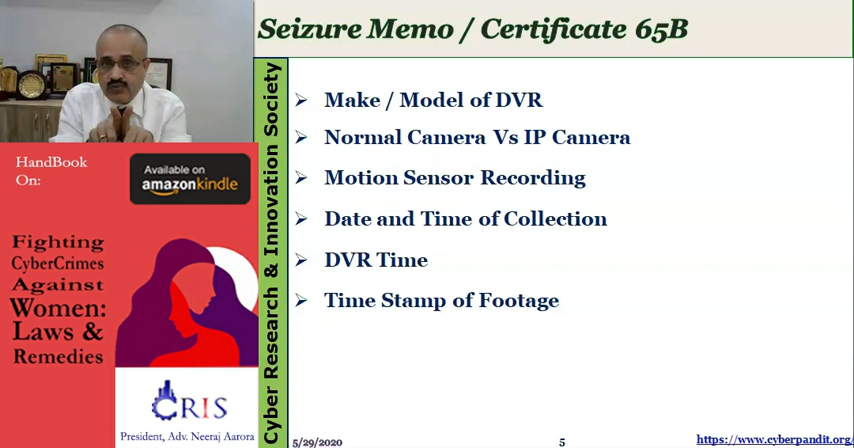 Seizure Memo / Certificate 65B
HandBook
On:
Available on
amazonkindle
Fighting
CyberCrimes
Against
Women:
Laws &
Remedies
CRIS
President, Adv. Neeraj Aarora
Cyber Research & Innovation Society
Make / Model of DVR
Normal Camera Vs IP Camera
Motion Sensor Recording
Date and Time of Collection
DVR Time
Time Stamp of Footage
5/29/2020
5
https://www.cyberpandit.org/